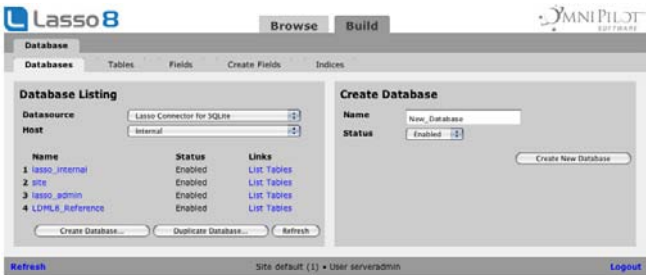 Lasso 8
Browse Build
OMNIPILOT
SOFTWARE
Database
Databases Tables Fields Create Fields Indices
Database Listing
Datasource Lasso Connector for SQLite
Host Internal
Name Status Links
1 lasso_internal Enabled List Tables
2 site Enabled List Tables
3 lasso_admin Enabled List Tables
4 LDML8_Reference Enabled List Tables
Create Database... Duplicate Database... Refresh
Create Database
Name New_Database
Status Enabled
Create New Database
Refresh Site default (1) • User serveradmin Logout